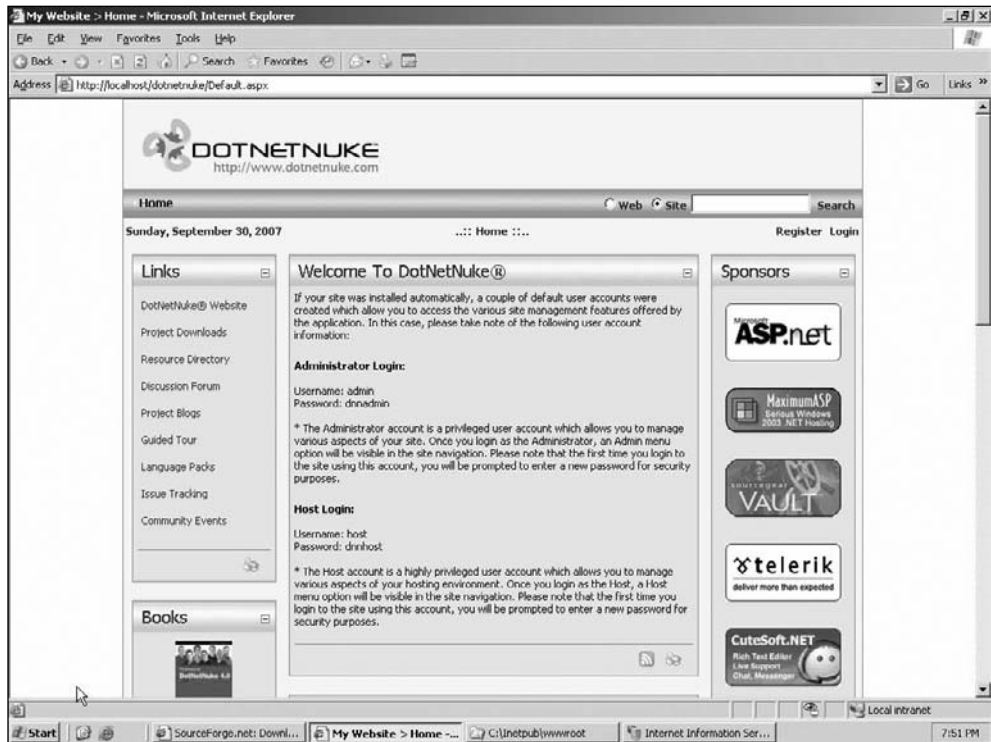 My Website > Home - Microsoft Internet Explorer
File Edit View Favorites Tools Help
Back Search Favorites
Address http://localhost/dotnetnuke/Default.aspx Go Links »
DOTNETNUKE
http://www.dotnetnuke.com
Home Web Site Search
Sunday, September 30, 2007 ..:: Home ::.. Register Login
Links
DotNetNuke® Website
Project Downloads
Resource Directory
Discussion Forum
Project Blogs
Guided Tour
Language Packs
Issue Tracking
Community Events
Books
DotNetNuke 4.0
Welcome To DotNetNuke®
If your site was installed automatically, a couple of default user accounts were
created which allow you to access the various site management features offered by
the application. In this case, please take note of the following user account
information:
Administrator Login:
Username: admin
Password: dnnadmin
* The Administrator account is a privileged user account which allows you to manage
various aspects of your site. Once you login as the Administrator, an Admin menu
option will be visible in the site navigation. Please note that the first time you login to
the site using this account, you will be prompted to enter a new password for security
purposes.
Host Login:
Username: host
Password: dnnhost
* The Host account is a highly privileged user account which allows you to manage
various aspects of your hosting environment. Once you login as the Host, a Host
menu option will be visible in the site navigation. Please note that the first time you
login to the site using this account, you will be prompted to enter a new password for
security purposes.
Sponsors
Microsoft
ASP.net
MaximumASP
Serious Windows
2003 .NET Hosting
sourcegear
VAULT
telerik
deliver more than expected
CuteSoft.NET
Rich Text Editor
Live Support
Chat, Messenger
Local intranet
Start SourceForge.net: Downl... My Website > Home -... C:\Inetpub\wwwroot Internet Information Ser... 7:51 PM